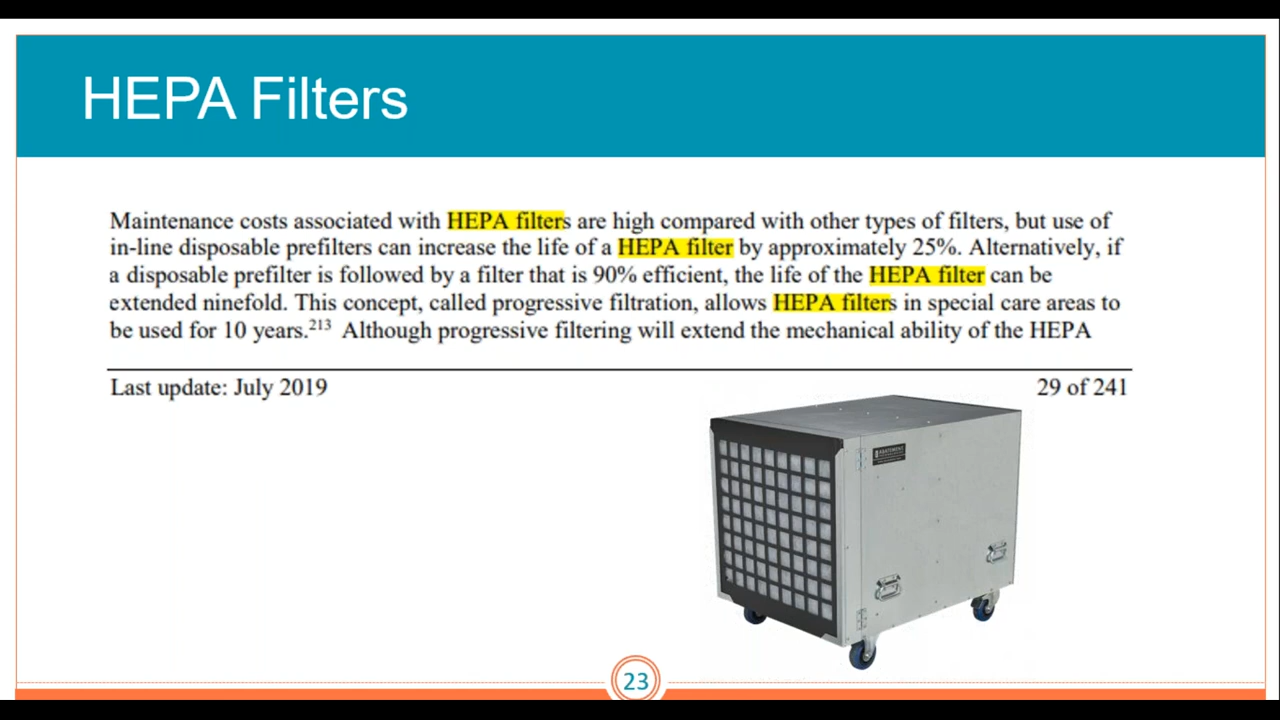 HEPA Filters
Maintenance costs associated with HEPA filters are high compared with other types of filters, but use of
in-line disposable prefilters can increase the life of a HEPA filter by approximately 25%. Alternatively, if
a disposable prefilter is followed by a filter that is 90% efficient, the life of the HEPA filter can be
extended ninefold. This concept, called progressive filtration, allows HEPA filters in special care areas to
be used for 10 years.213 Although progressive filtering will extend the mechanical ability of the HEPA
Last update: July 2019 29 of 241
ABATEMENT
23